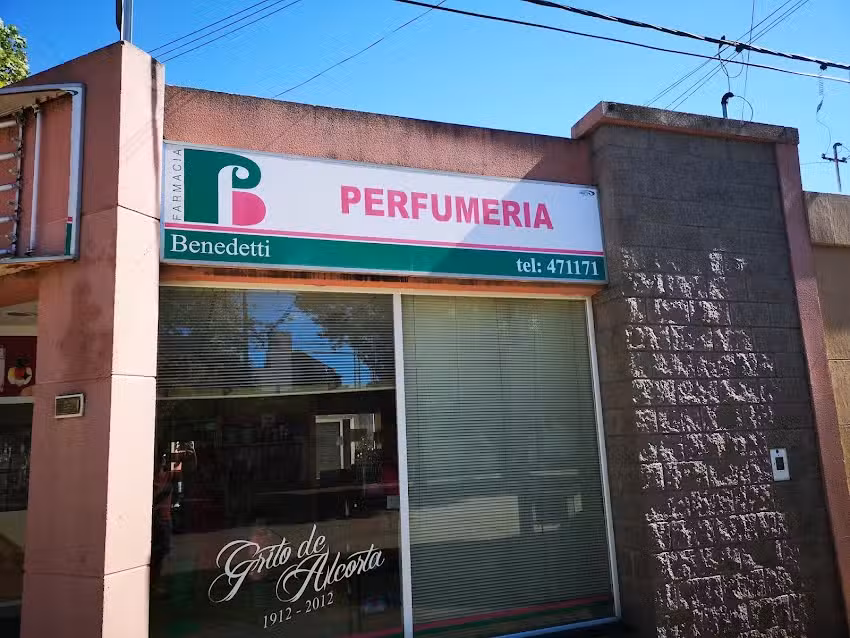 FARMACIA
PERFUMERIA
Benedetti
tel: 471171
Grito de
Alcorta
1912 - 2012